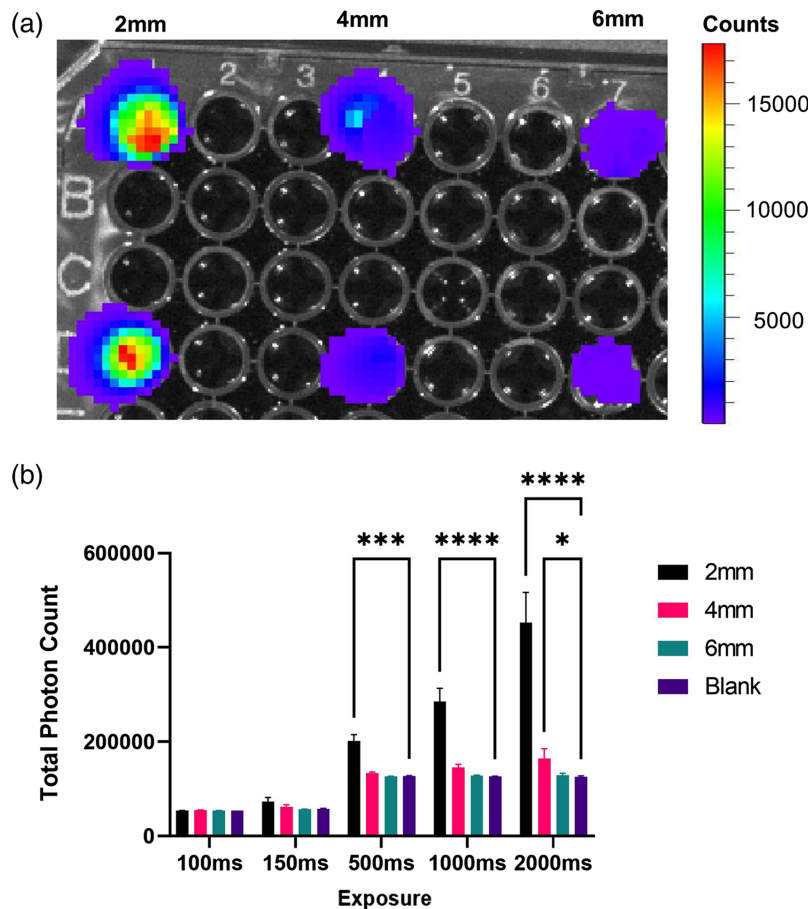 (a)
2mm
4mm
6mm
Counts
2
3
5
6
7
B
C
15000
10000
5000
(b)
****
***
****
*
600000
400000
200000
0
Total Photon Count
2mm
4mm
6mm
Blank
100ms
150ms
500ms
1000ms
2000ms
Exposure